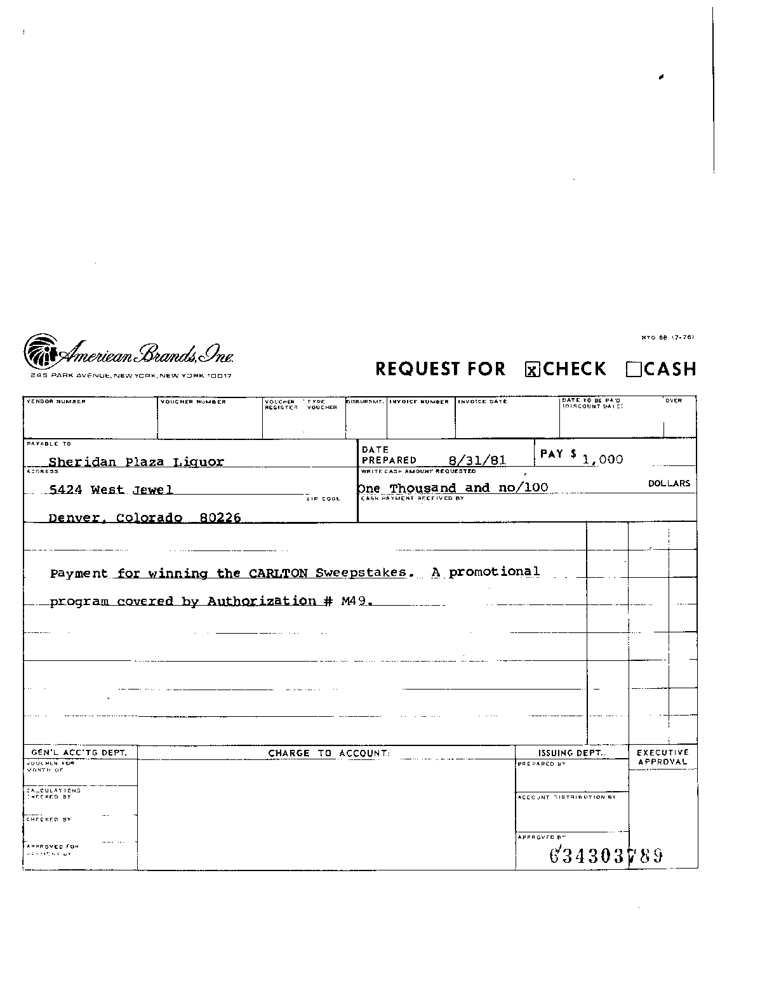 NYO 68 (7-76)
American Brands, Inc.
245 PARK AVENUE, NEW YORK, NEW YORK 10017
REQUEST FOR [X] CHECK [ ] CASH
VENDOR NUMBER VOUCHER NUMBER VOUCHER REGISTER TYPE VOUCHER DISBURSMT. INVOICE NUMBER INVOICE DATE DATE TO BE PAID (DISCOUNT DATE) OVER
PAYABLE TO
Sheridan Plaza Liquor
DATE PREPARED 8/31/81
PAY $ 1,000
ADDRESS
5424 West Jewel
ZIP CODE
Denver, Colorado 80226
WRITE CASH AMOUNT REQUESTED
One Thousand and no/100 DOLLARS
CASH PAYMENT RECEIVED BY
Payment for winning the CARLTON Sweepstakes. A promotional
program covered by Authorization # M49.
GEN'L ACC'TG DEPT. CHARGE TO ACCOUNT: ISSUING DEPT. EXECUTIVE APPROVAL
VOUCHER FOR MONTH OF
PREPARED BY
CALCULATIONS CHECKED BY
ACCOUNT DISTRIBUTION BY
CHECKED BY
APPROVED BY
APPROVED FOR PAYMENT BY
634303789